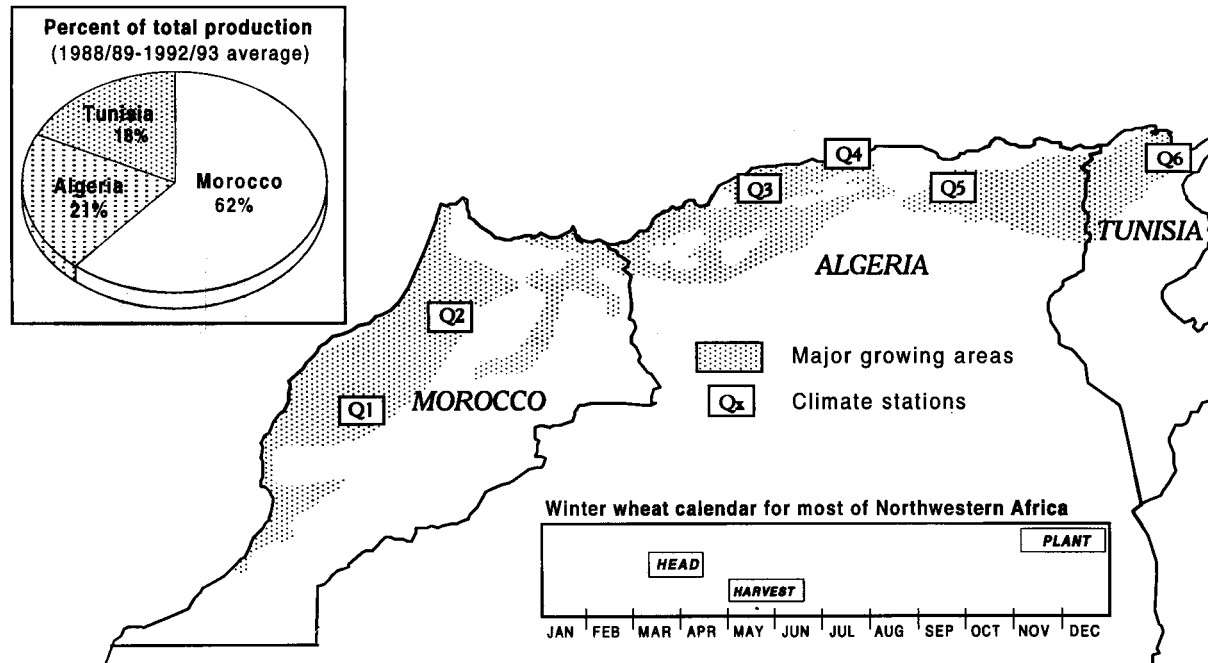 Percent of total production
(1988/89-1992/93 average)
Tunisia
18%
Algeria
21%
Morocco
62%
Q1
Q2
Q3
Q4
Q5
Q6
MOROCCO
ALGERIA
TUNISIA
Major growing areas
Qx Climate stations
Winter wheat calendar for most of Northwestern Africa
PLANT
HEAD
HARVEST
JAN FEB MAR APR MAY JUN JUL AUG SEP OCT NOV DEC